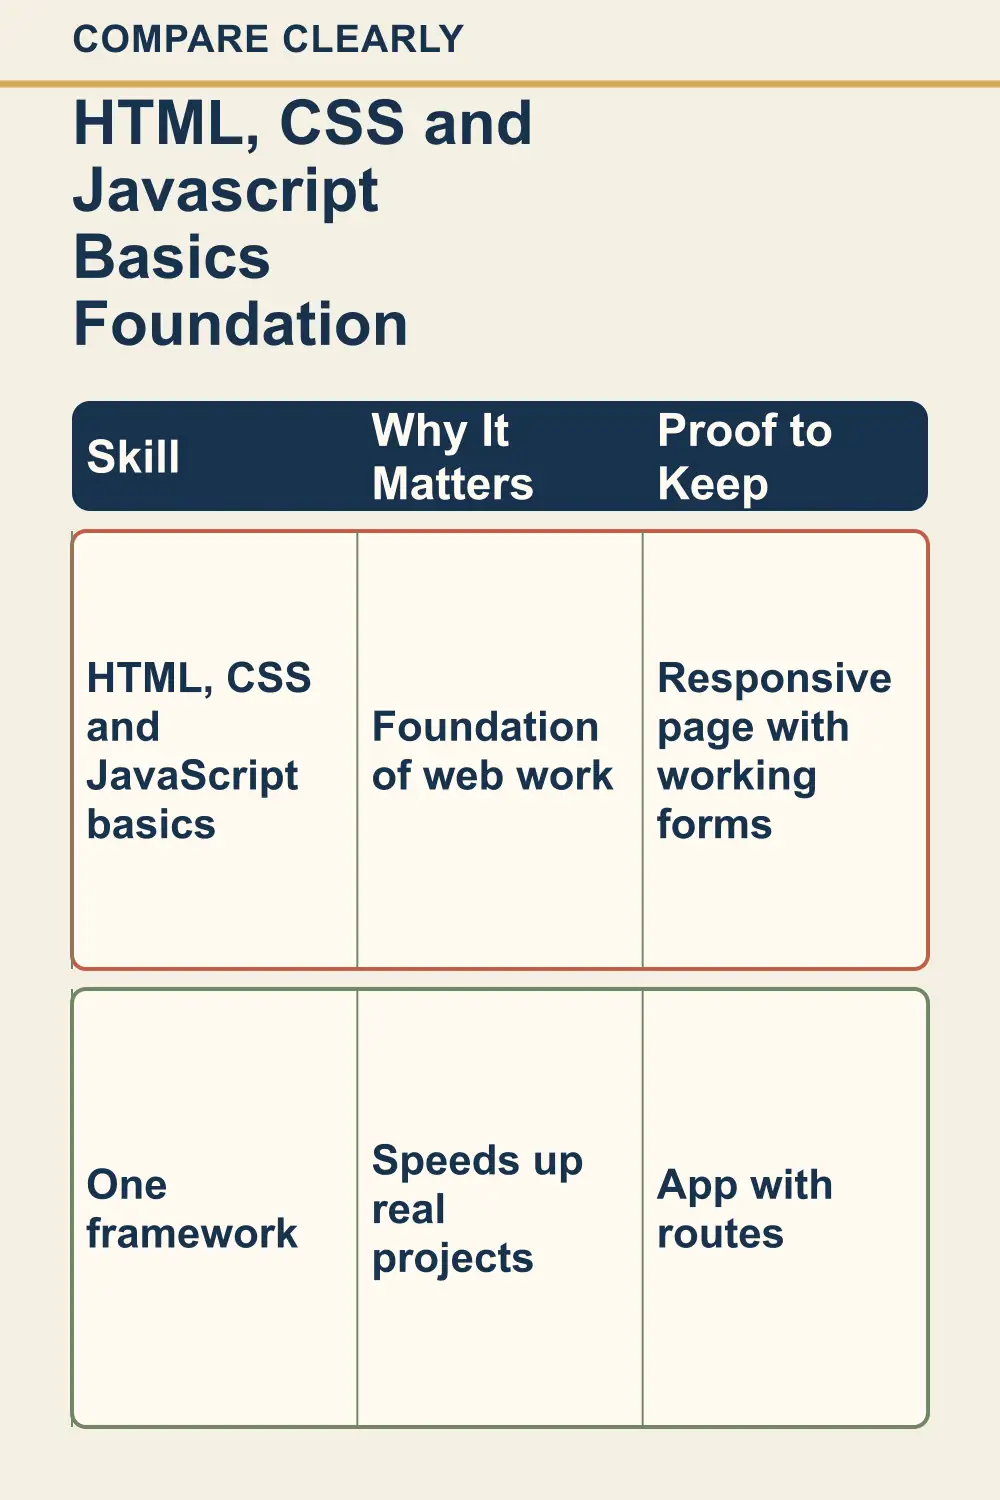 COMPARE CLEARLY
HTML, CSS and
Javascript
Basics
Foundation
Skill
Why It
Matters
Proof to
Keep
HTML, CSS
and
JavaScript
basics
Foundation
of web work
Responsive
page with
working
forms
One
framework
Speeds up
real
projects
App with
routes